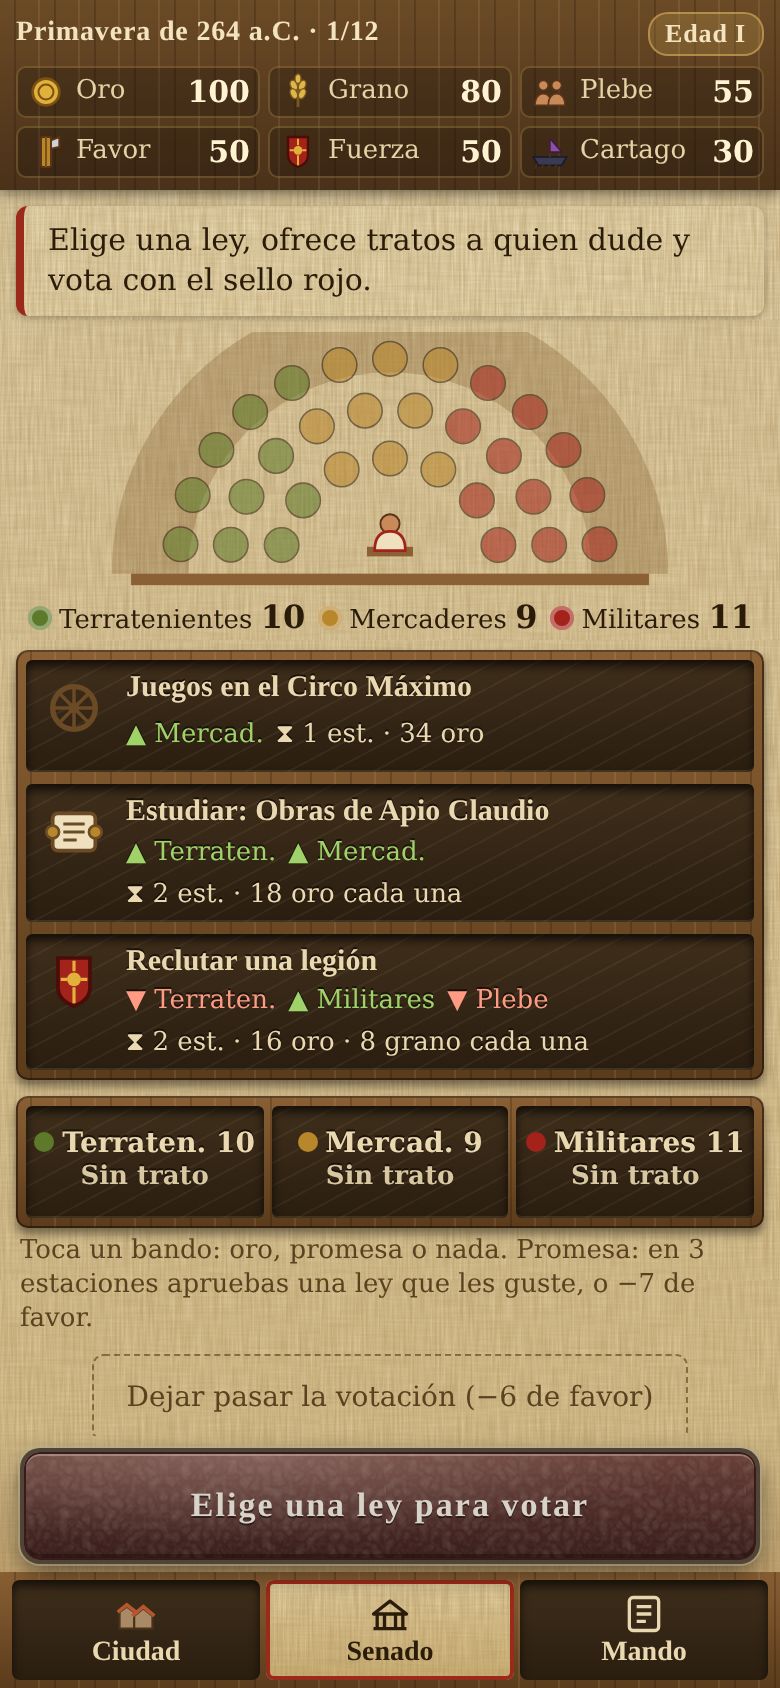 Primavera de 264 a.C. · 1/12
Edad I
Oro 100
Grano 80
Plebe 55
Favor 50
Fuerza 50
Cartago 30
Elige una ley, ofrece tratos a quien dude y
vota con el sello rojo.
Terratenientes 10 Mercaderes 9 Militares 11
Juegos en el Circo Máximo
▲ Mercad. ⧗ 1 est. · 34 oro
Estudiar: Obras de Apio Claudio
▲ Terraten. ▲ Mercad.
⧗ 2 est. · 18 oro cada una
Reclutar una legión
▼ Terraten. ▲ Militares ▼ Plebe
⧗ 2 est. · 16 oro · 8 grano cada una
Terraten. 10
Sin trato
Mercad. 9
Sin trato
Militares 11
Sin trato
Toca un bando: oro, promesa o nada. Promesa: en 3
estaciones apruebas una ley que les guste, o −7 de
favor.
Dejar pasar la votación (−6 de favor)
Elige una ley para votar
Ciudad
Senado
Mando